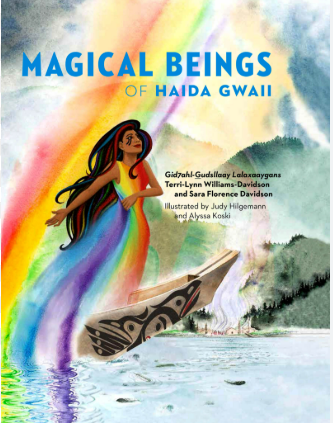 MAGICAL BEINGS
OF HAIDA GWAII
Gid7ahl-Gudsllaay Lalaxaaygans
Terri-Lynn Williams-Davidson
and Sara Florence Davidson
Illustrated by Judy Hilgemann
and Alyssa Koski